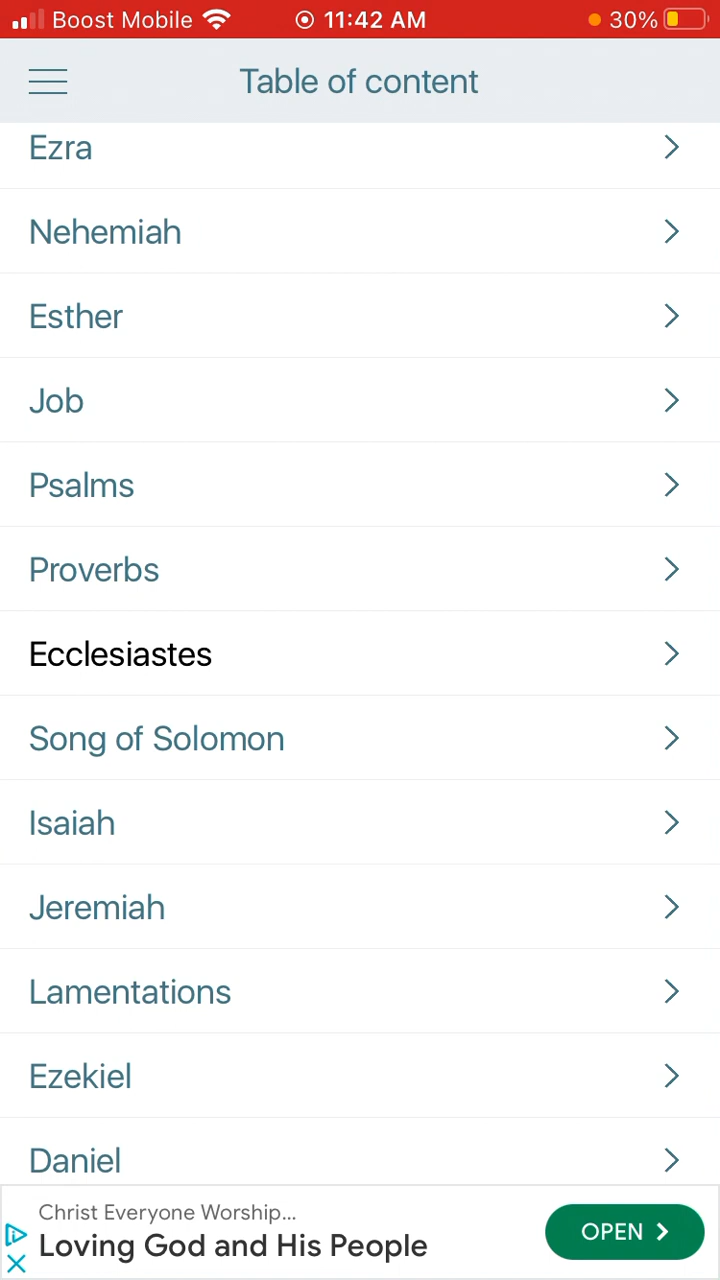 Boost Mobile 11:42 AM 30%
Table of content
Ezra
Nehemiah
Esther
Job
Psalms
Proverbs
Ecclesiastes
Song of Solomon
Isaiah
Jeremiah
Lamentations
Ezekiel
Daniel
Christ Everyone Worship...
Loving God and His People
OPEN